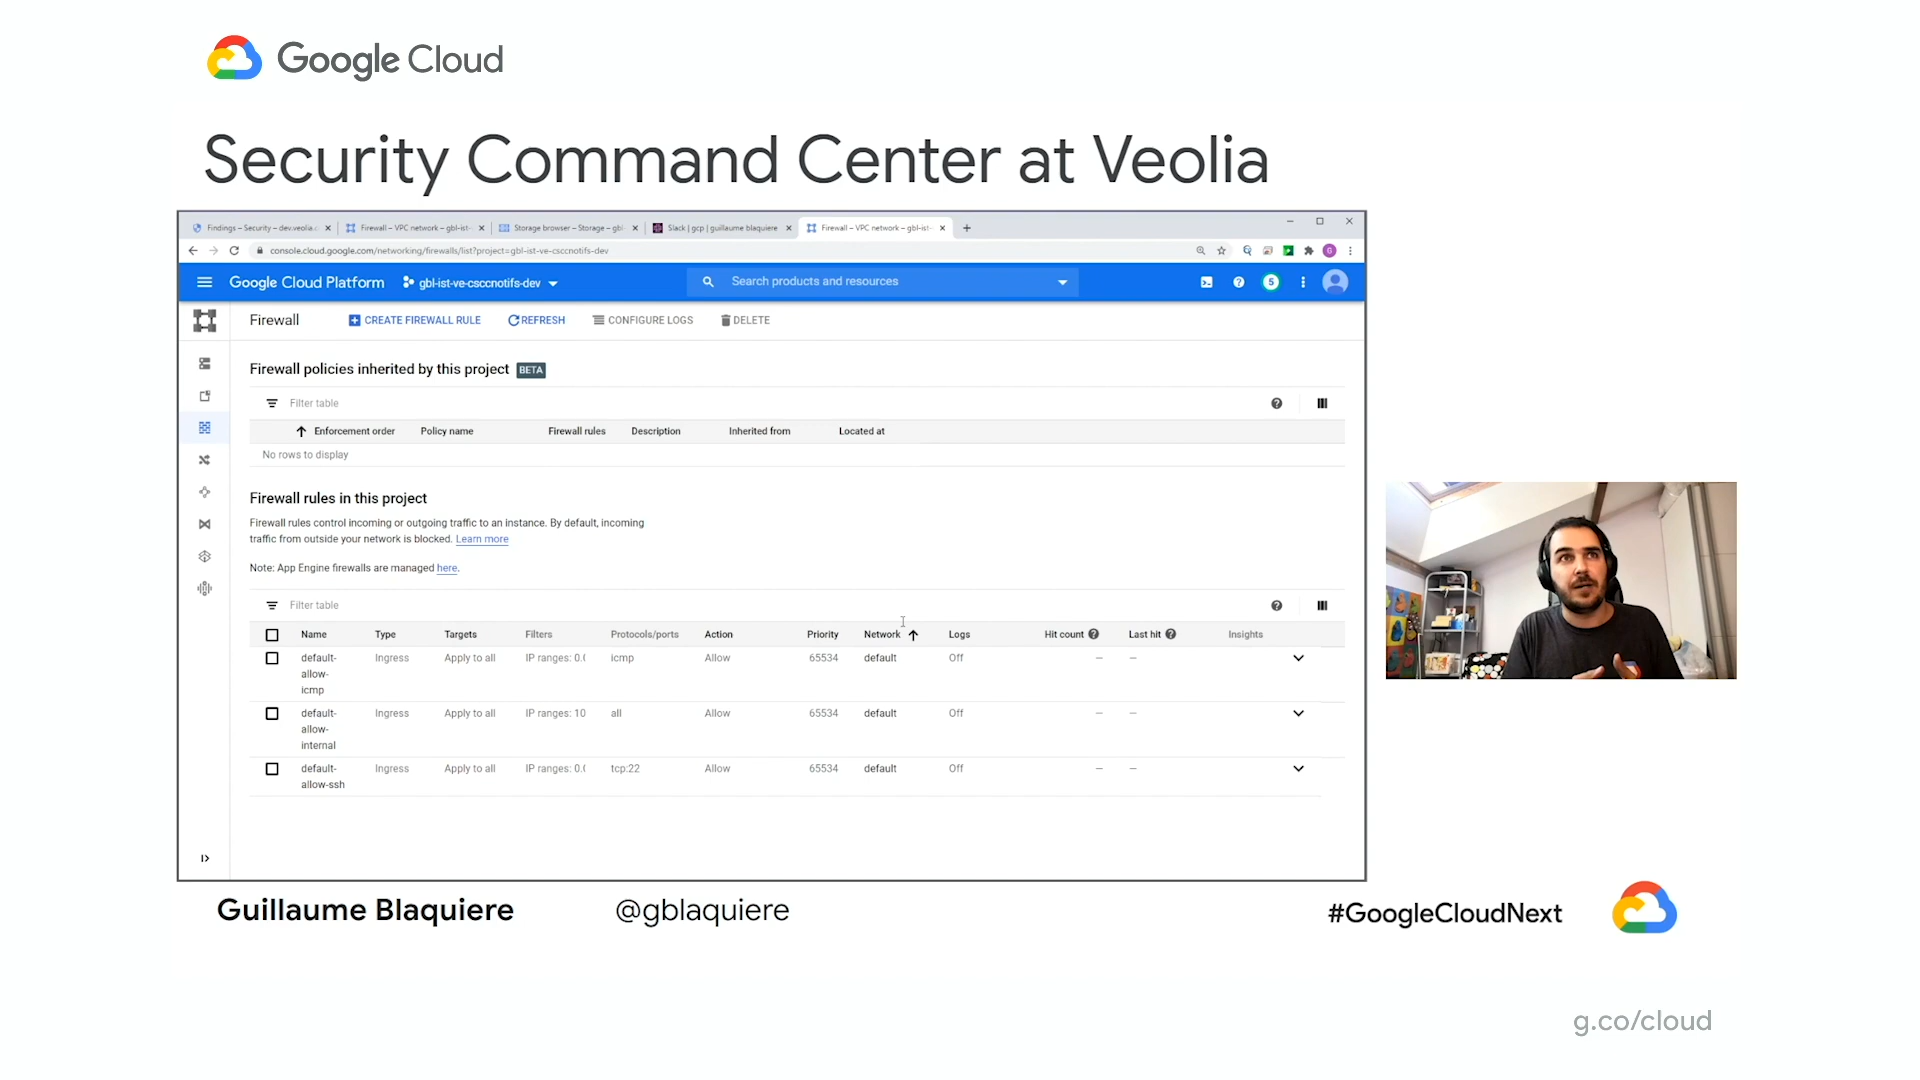 Google Cloud
Security Command Center at Veolia
Findings – Security – dev.veolia.c
Firewall – VPC network – gbl-ist-
Storage browser – Storage – gbl-
Slack | gcp | guillaume blaquiere
Firewall – VPC network – gbl-ist-
console.cloud.google.com/networking/firewalls/list?project=gbl-ist-ve-csccnotifs-dev
G
Google Cloud Platform
gbl-ist-ve-csccnotifs-dev
Search products and resources
5
Firewall
CREATE FIREWALL RULE
REFRESH
CONFIGURE LOGS
DELETE
Firewall policies inherited by this project BETA
Filter table
Enforcement order Policy name Firewall rules Description Inherited from Located at
No rows to display
Firewall rules in this project
Firewall rules control incoming or outgoing traffic to an instance. By default, incoming
traffic from outside your network is blocked. Learn more
Note: App Engine firewalls are managed here.
Filter table
Name Type Targets Filters Protocols/ports Action Priority Network Logs Hit count Last hit Insights
default- Ingress Apply to all IP ranges: 0.( icmp Allow 65534 default Off — —
allow-
icmp
default- Ingress Apply to all IP ranges: 10 all Allow 65534 default Off — —
allow-
internal
default- Ingress Apply to all IP ranges: 0.( tcp:22 Allow 65534 default Off — —
allow-ssh
Guillaume Blaquiere
@gblaquiere
#GoogleCloudNext
g.co/cloud